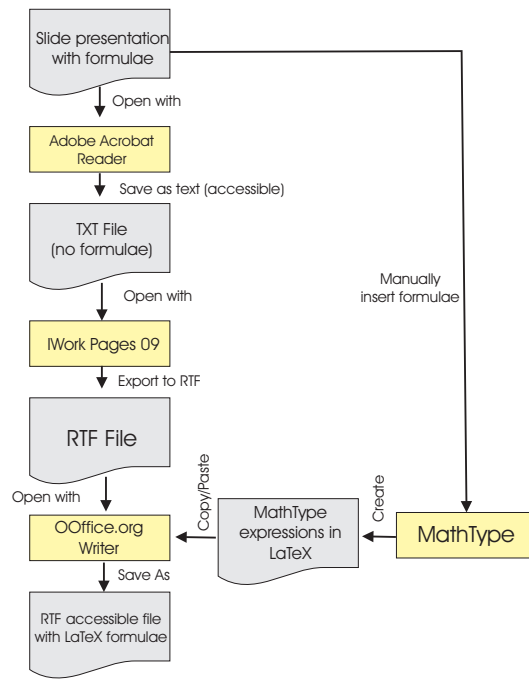 Slide presentation
with formulae
Open with
Adobe Acrobat
Reader
Save as text (accessible)
TXT File
(no formulae)
Manually
insert formulae
Open with
IWork Pages 09
Export to RTF
RTF File
Open with
Copy/Paste
MathType
expressions in
LaTeX
Create
MathType
OOffice.org
Writer
Save As
RTF accessible file
with LaTeX formulae